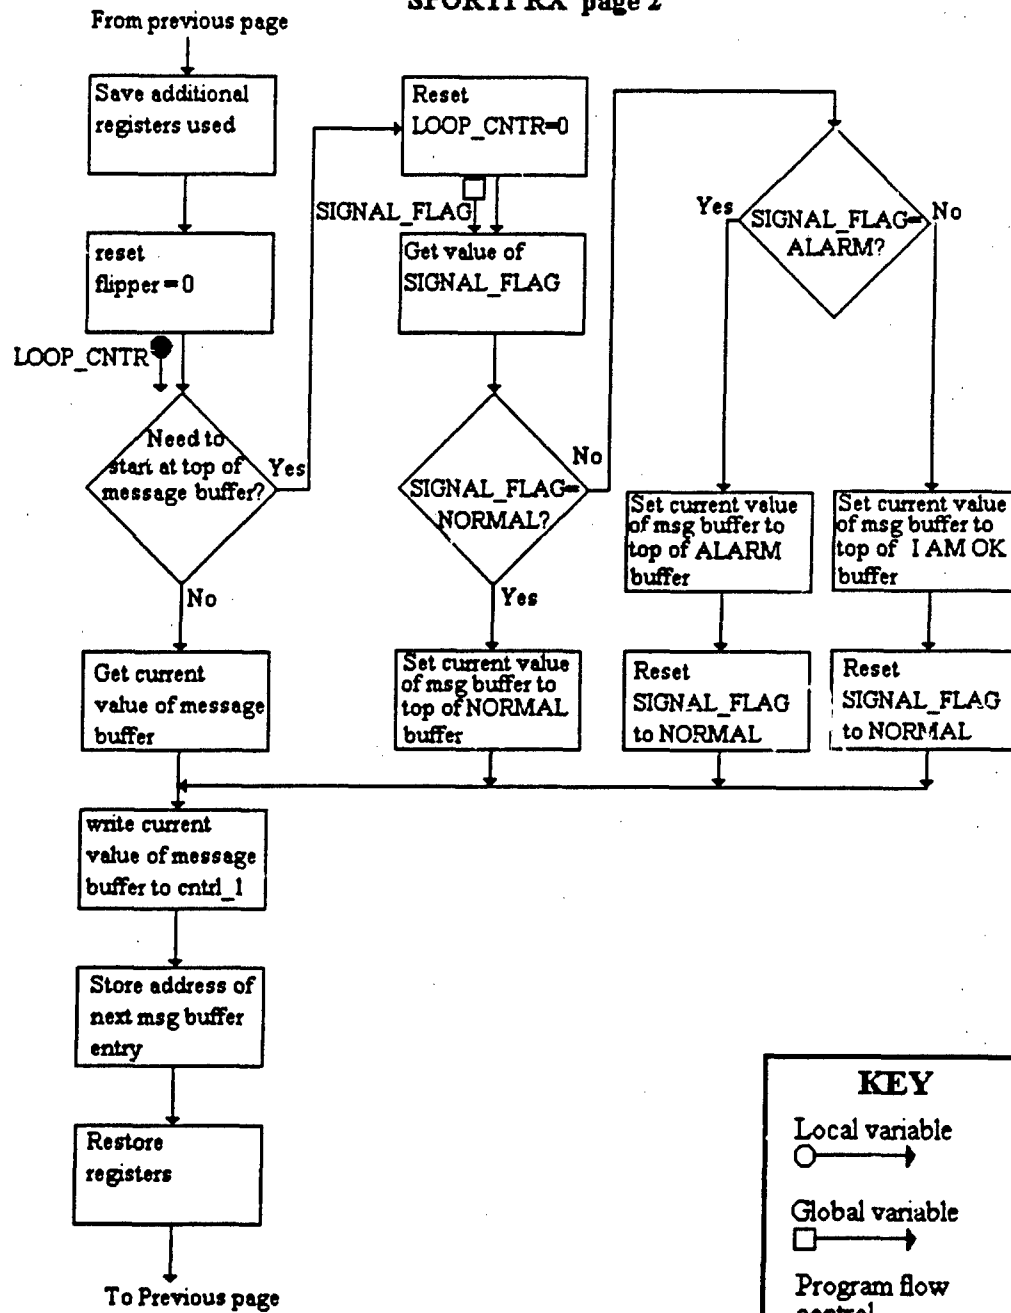 SPORT1 RX page 2
From previous page
Save additional
registers used
reset
flipper = 0
LOOP_CNTR
Need to
start at top of
message buffer?
Yes
No
Get current
value of message
buffer
write current
value of message
buffer to cntrl_1
Store address of
next msg buffer
entry
Restore
registers
To Previous page
Reset
LOOP_CNTR=0
SIGNAL_FLAG
Get value of
SIGNAL_FLAG
SIGNAL_FLAG=
NORMAL?
No
Yes
Set current value
of msg buffer to
top of NORMAL
buffer
SIGNAL_FLAG=
ALARM?
Yes
No
Set current value
of msg buffer to
top of ALARM
buffer
Reset
SIGNAL_FLAG
to NORMAL
Set current value
of msg buffer to
top of I AM OK
buffer
Reset
SIGNAL_FLAG
to NORMAL
KEY
Local variable
Global variable
Program flow
control